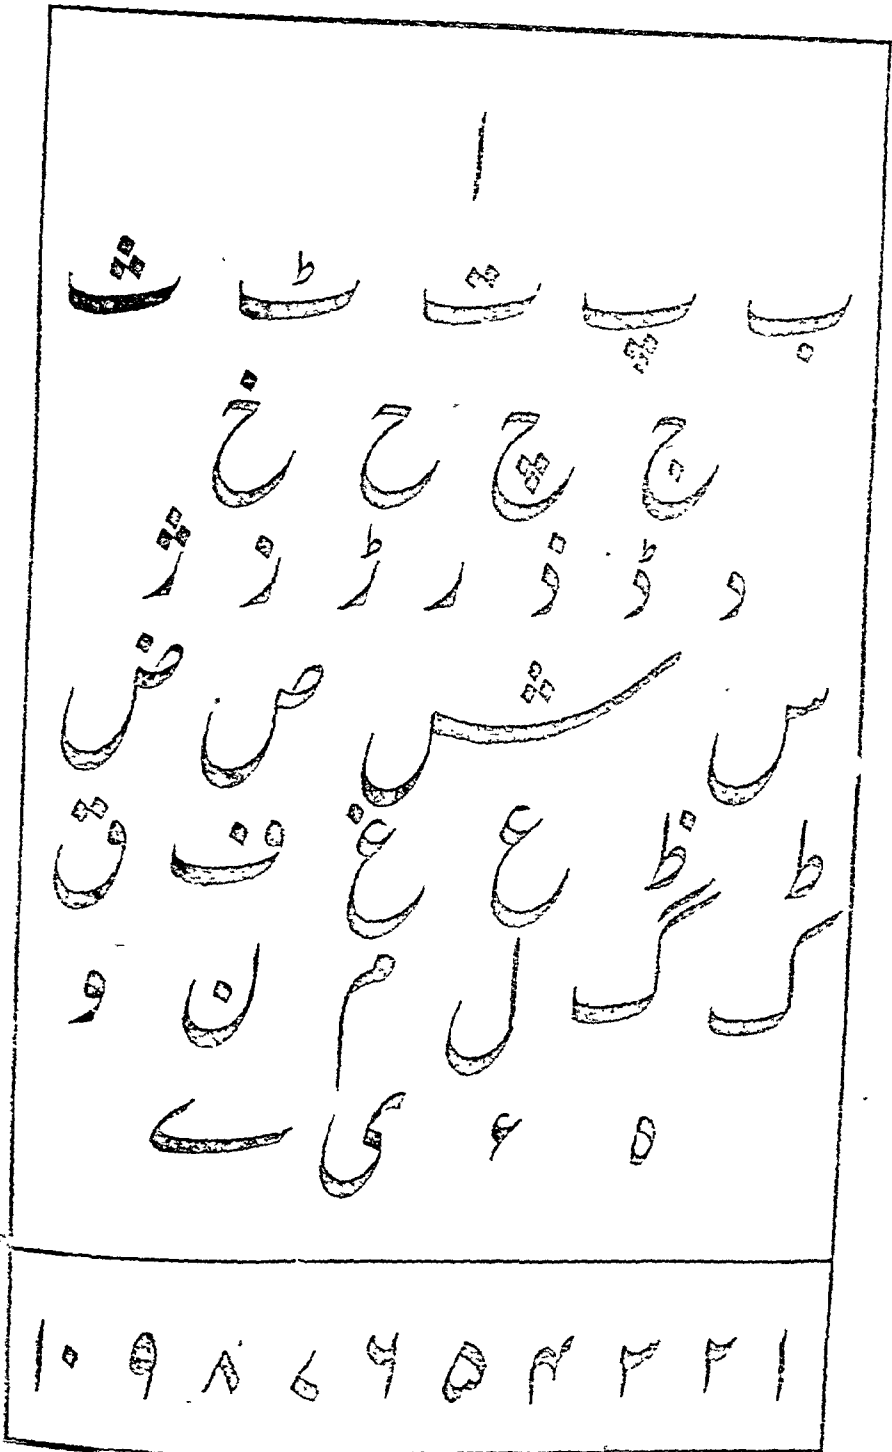 ا
ب پ ت ٹ ث
ج چ ح خ
د ڈ ذ ر ڑ ز ژ
س ش ص ض
ط ظ ع غ ف ق
ک گ ل م ن و
ہ ء ی ے
۱ ۲ ۳ ۴ ۵ ۶ ۷ ۸ ۹ ۱۰